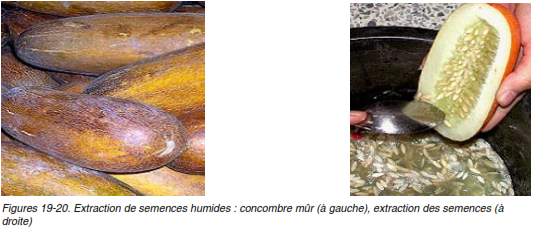 Figures 19-20. Extraction de semences humides : concombre mûr (à gauche), extraction des semences (à
droite)